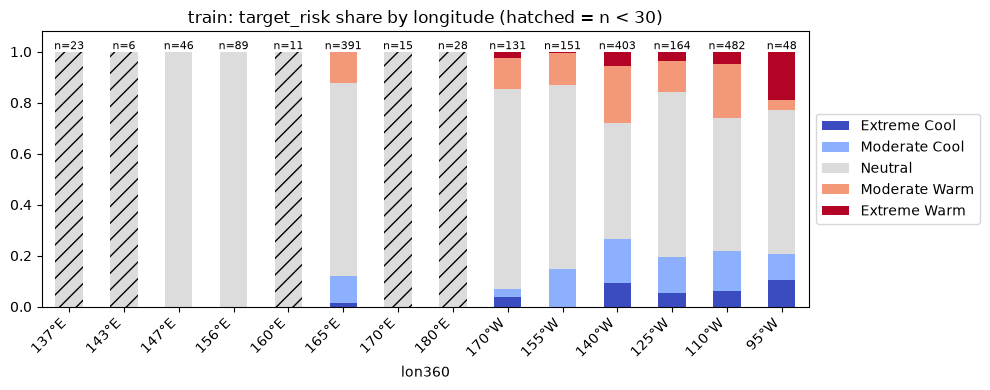 train: target_risk share by longitude (hatched = n < 30)
n=23 n=6 n=46 n=89 n=11 n=391 n=15 n=28 n=131 n=151 n=403 n=164 n=482 n=48
1.0
0.8
0.6
0.4
0.2
0.0
137°E 143°E 147°E 156°E 160°E 165°E 170°E 180°E 170°W 155°W 140°W 125°W 110°W 95°W
lon360
Extreme Cool
Moderate Cool
Neutral
Moderate Warm
Extreme Warm